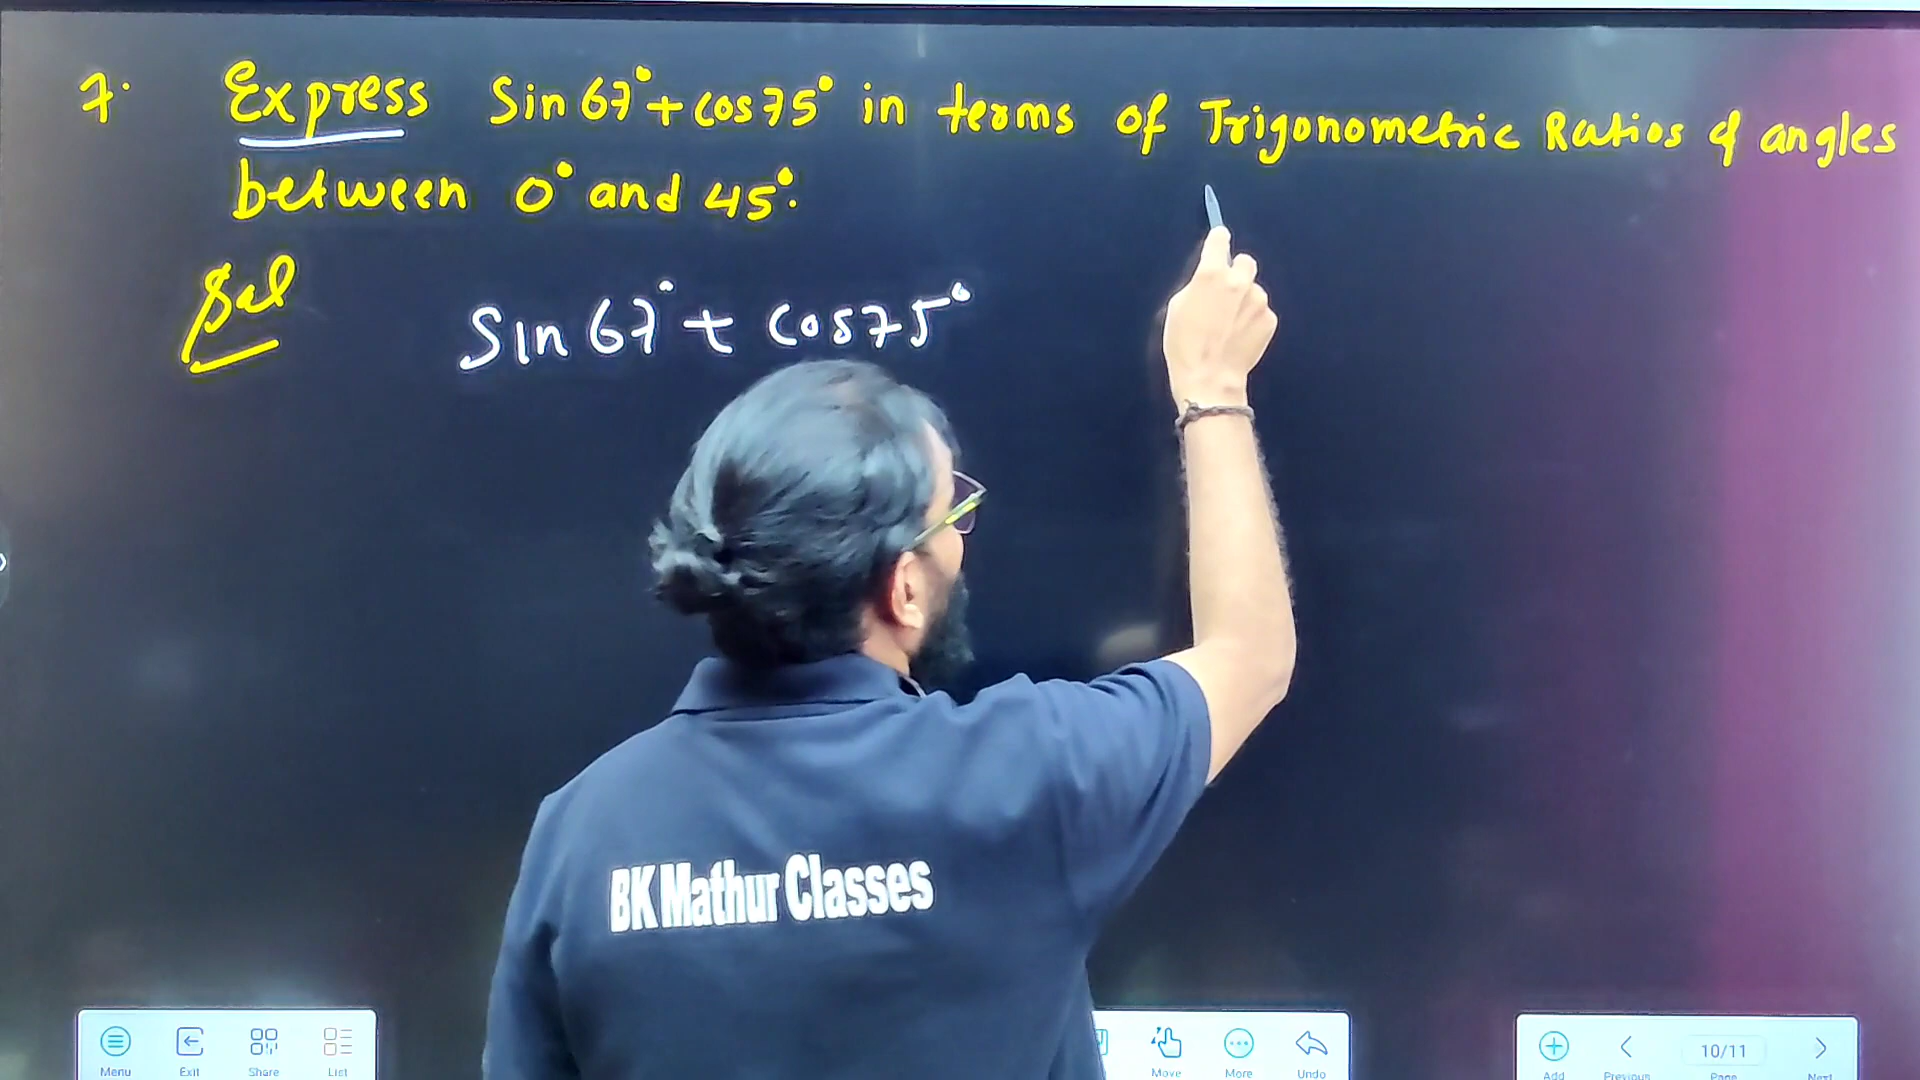 7. Express Sin 67° + Cos 75° in terms of Trigonometric Ratios of angles
between 0° and 45°.
Sol
Sin 67° + Cos 75°
BK Mathur Classes
Menu Exit Share List Move More Undo Add Previous Page Next
10/11